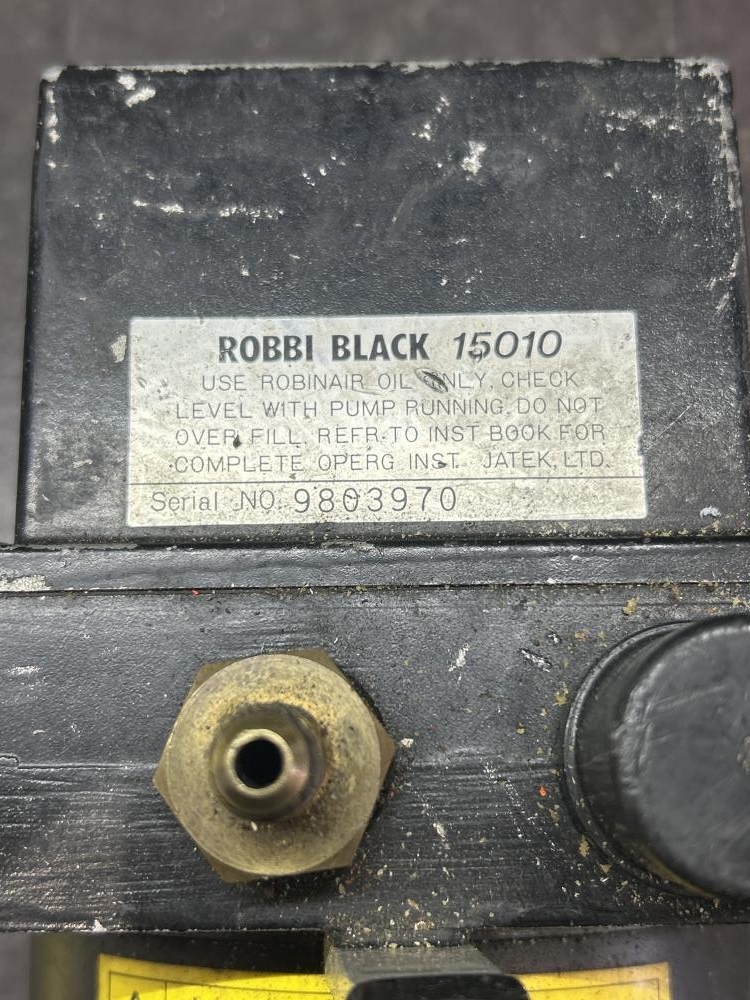 ROBBI BLACK 15010
USE ROBINAIR OIL ONLY. CHECK
LEVEL WITH PUMP RUNNING. DO NOT
OVER FILL. REFR. TO INST BOOK FOR
COMPLETE OPERG INST. JATEK, LTD.
Serial NO. 9803970